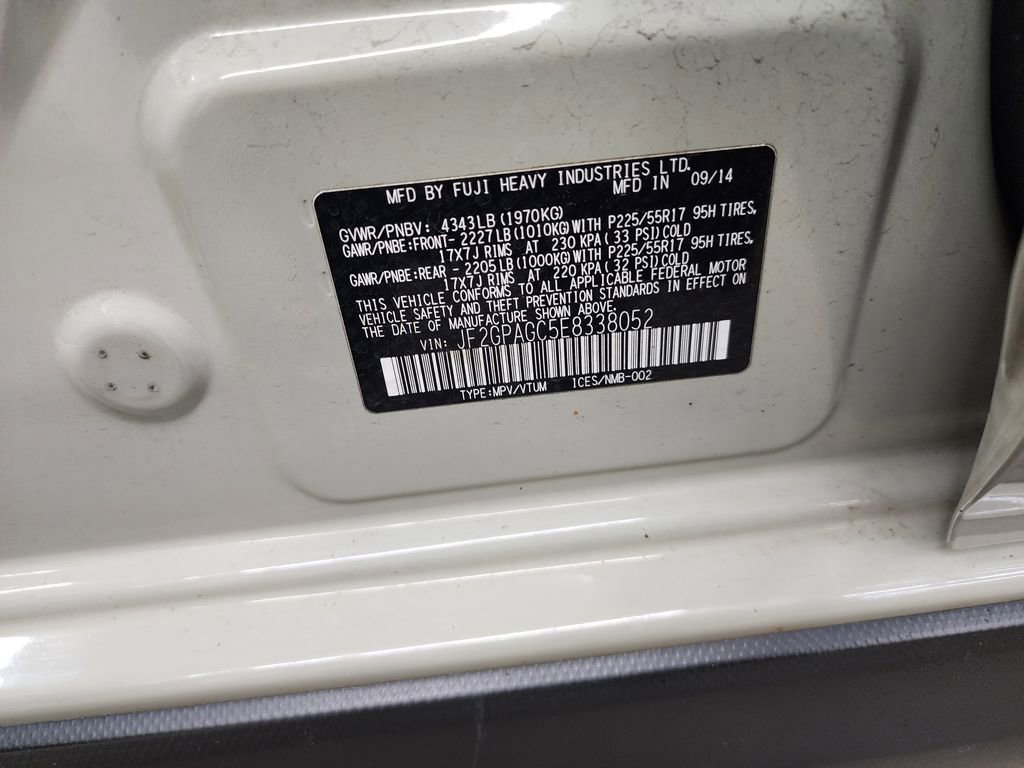 MFD BY FUJI HEAVY INDUSTRIES LTD.
MFD IN 09/14
GVWR/PNBV: 4343LB (1970KG)
GAWR/PNBE:FRONT- 2227LB (1010KG) WITH P225/55R17 95H TIRES,
17X7J RIMS AT 230 KPA (33 PSI) COLD
GAWR/PNBE:REAR - 2205LB (1000KG) WITH P225/55R17 95H TIRES,
17X7J RIMS AT 220 KPA (32 PSI) COLD
THIS VEHICLE CONFORMS TO ALL APPLICABLE FEDERAL MOTOR
VEHICLE SAFETY AND THEFT PREVENTION STANDARDS IN EFFECT ON
THE DATE OF MANUFACTURE SHOWN ABOVE.
VIN: JF2GPAGC5E8338052
TYPE:MPV/VTUM ICES/NMB-002